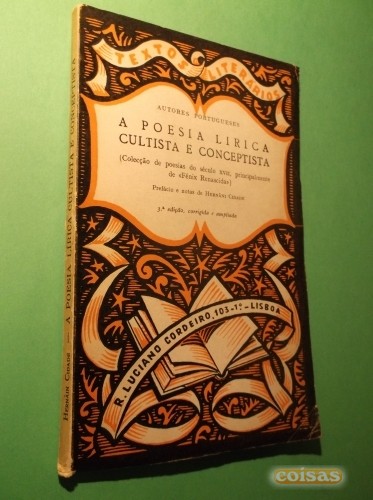 TEXTOS LITERÁRIOS
AUTORES PORTUGUESES
A POESIA LÍRICA
CULTISTA E CONCEPTISTA
(Colecção de poesias do século XVII, principalmente
de «Fénix Renascida»)
Prefácio e notas de HERNÂNI CIDADE
3.ª edição, corrigida e ampliada
R. LUCIANO CORDEIRO, 103-1.º - LISBOA
HERNÂNI CIDADE — A POESIA LÍRICA CULTISTA E CONCEPTISTA
coisas